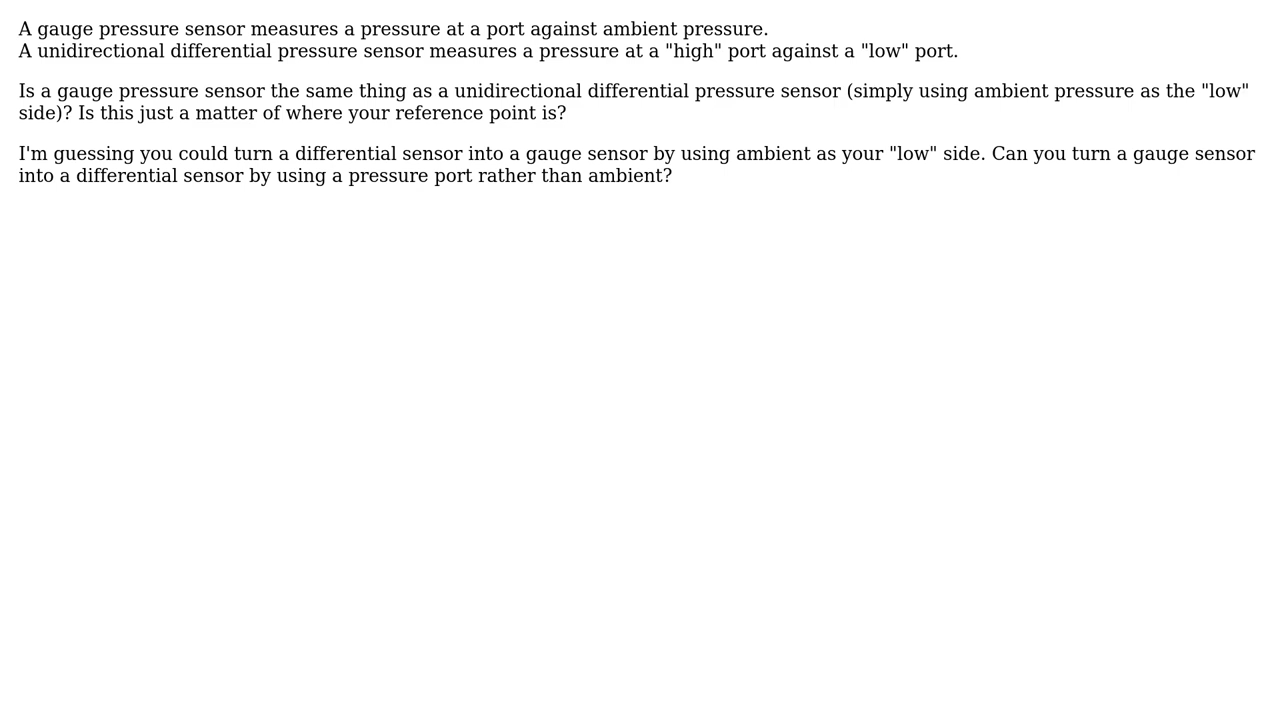 A gauge pressure sensor measures a pressure at a port against ambient pressure.
A unidirectional differential pressure sensor measures a pressure at a "high" port against a "low" port.
Is a gauge pressure sensor the same thing as a unidirectional differential pressure sensor (simply using ambient pressure as the "low"
side)? Is this just a matter of where your reference point is?
I'm guessing you could turn a differential sensor into a gauge sensor by using ambient as your "low" side. Can you turn a gauge sensor
into a differential sensor by using a pressure port rather than ambient?